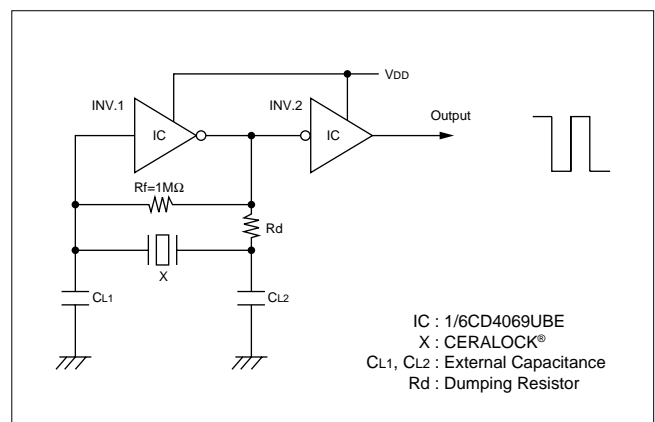 VDD
INV.1
INV.2
Output
IC
IC
Rf=1MΩ
Rd
X
CL1
CL2
IC : 1/6CD4069UBE
X : CERALOCK®
CL1, CL2 : External Capacitance
Rd : Dumping Resistor